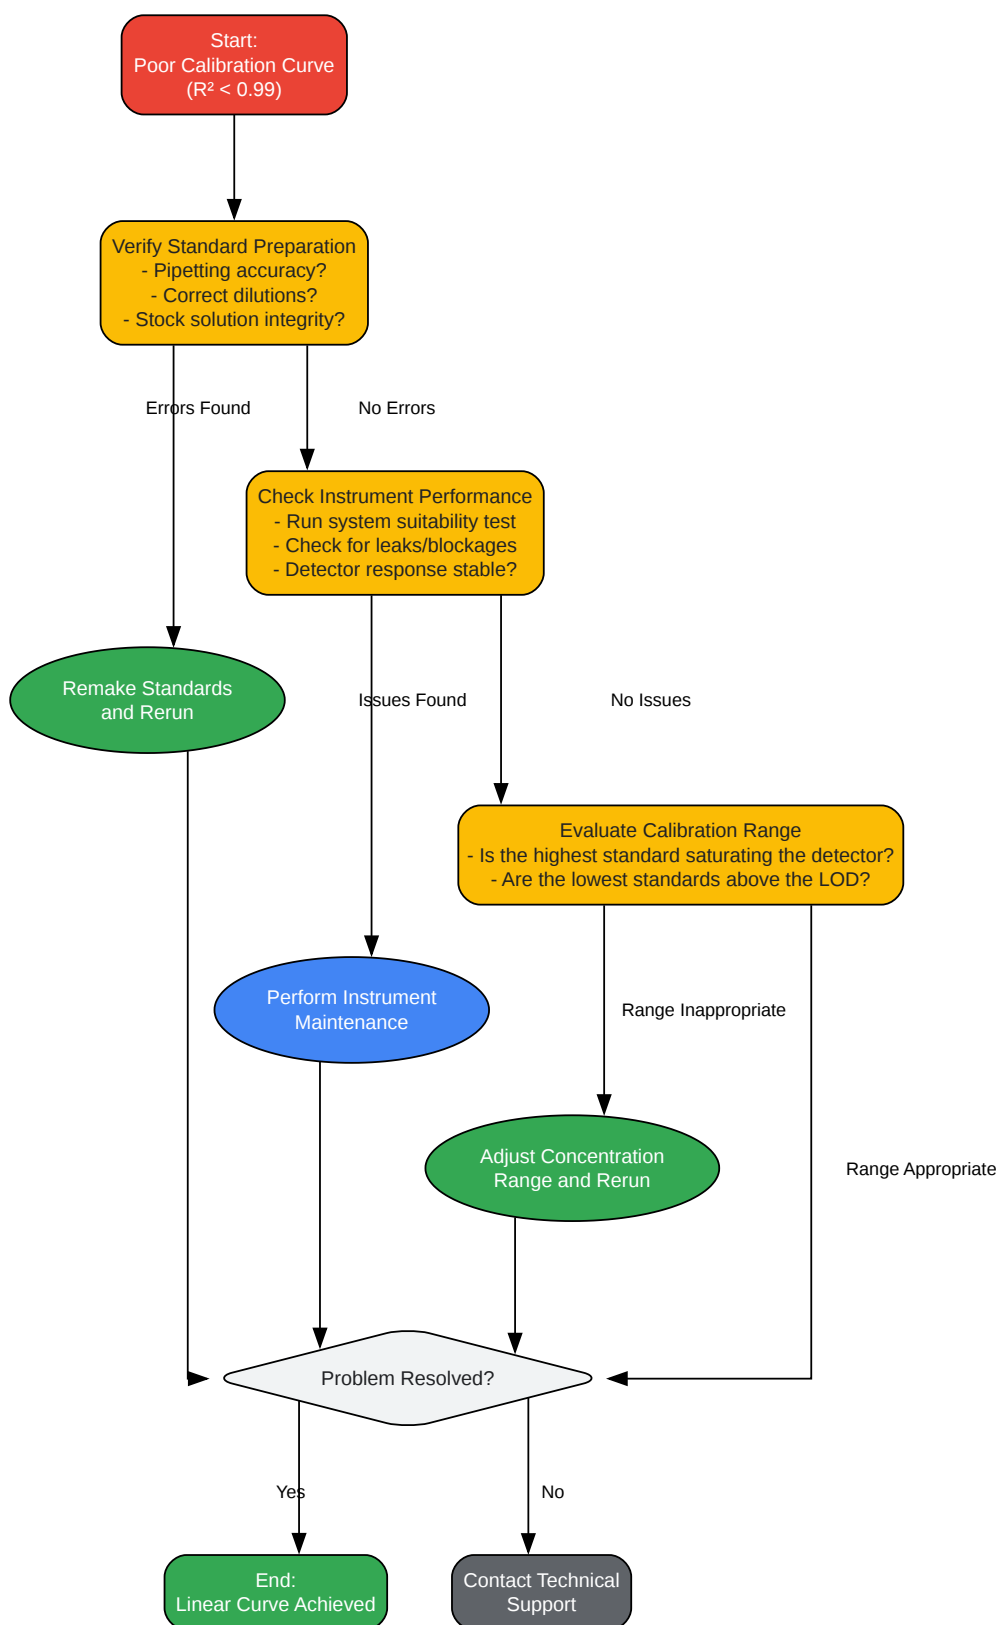 Start:
Poor Calibration Curve
(R² < 0.99)
Verify Standard Preparation
- Pipetting accuracy?
- Correct dilutions?
- Stock solution integrity?
Errors Found
No Errors
Check Instrument Performance
- Run system suitability test
- Check for leaks/blockages
- Detector response stable?
Remake Standards
and Rerun
Issues Found
No Issues
Evaluate Calibration Range
- Is the highest standard saturating the detector?
- Are the lowest standards above the LOD?
Perform Instrument
Maintenance
Range Inappropriate
Adjust Concentration
Range and Rerun
Range Appropriate
Problem Resolved?
Yes
No
End:
Linear Curve Achieved
Contact Technical
Support